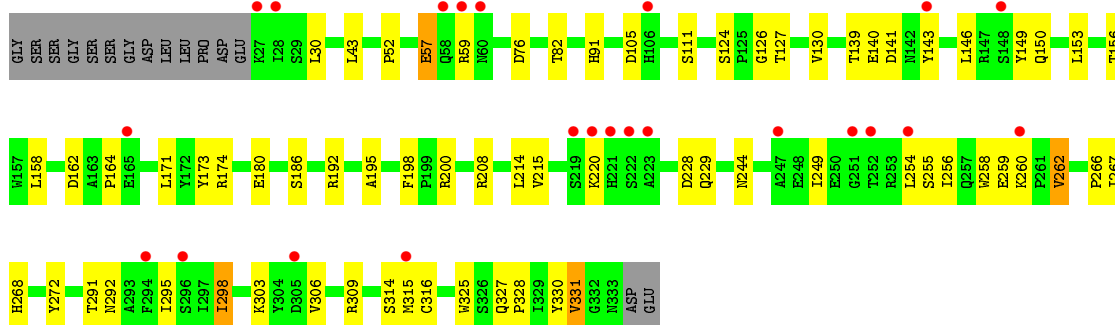 GLY SER SER GLY SER SER GLY ASP LEU LEU PRO ASP GLU K27 I28 S29 L30 L43 P52 E57 Q58 R59 N60 D76 T82 H91 D105 H106 S111 S124 P125 G126 T127 V130 T139 E140 D141 N142 Y143 L146 R147 S148 Y149 Q150 L153 T156
W157 L158 D162 A163 P164 E165 L171 Y172 Y173 R174 E180 S186 R192 A195 F198 P199 R200 R208 L214 V215 S219 K220 H221 S222 A223 D228 Q229 N244 A247 E248 I249 E250 G251 T252 R253 L254 S255 I256 Q257 W258 E259 K260 P261 V262 P266 I267
H268 Y272 T291 N292 A293 F294 I295 S296 I297 I298 K303 Y304 D305 V306 R309 S314 M315 C316 W325 S326 Q327 P328 I329 Y330 V331 G332 N333 ASP GLU